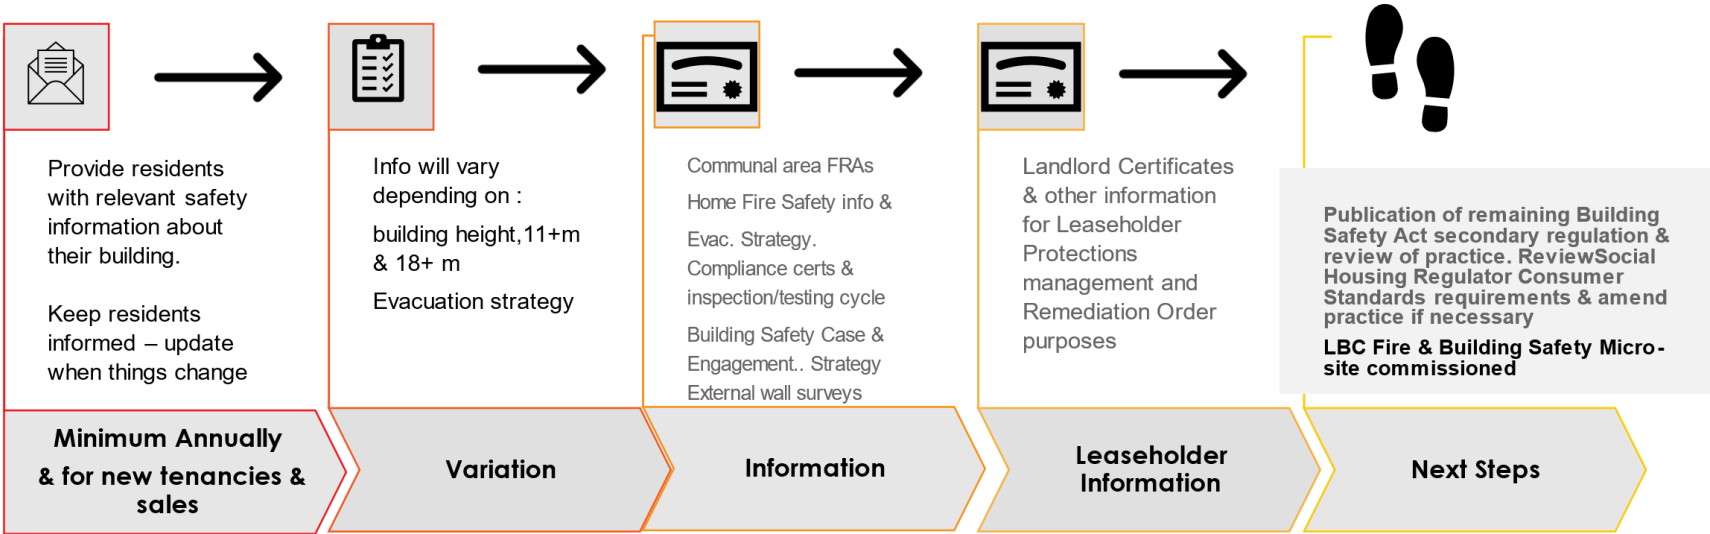 Provide residents
with relevant safety
information about
their building.
Keep residents
informed – update
when things change
Minimum Annually
& for new tenancies &
sales
Info will vary
depending on :
building height,11+m
& 18+ m
Evacuation strategy
Variation
Communal area FRAs
Home Fire Safety info &
Evac. Strategy.
Compliance certs &
inspection/testing cycle
Building Safety Case &
Engagement.. Strategy
External wall surveys
Information
Landlord Certificates
& other information
for Leaseholder
Protections
management and
Remediation Order
purposes
Leaseholder
Information
Publication of remaining Building
Safety Act secondary regulation &
review of practice. ReviewSocial
Housing Regulator Consumer
Standards requirements & amend
practice if necessary
LBC Fire & Building Safety Micro-
site commissioned
Next Steps